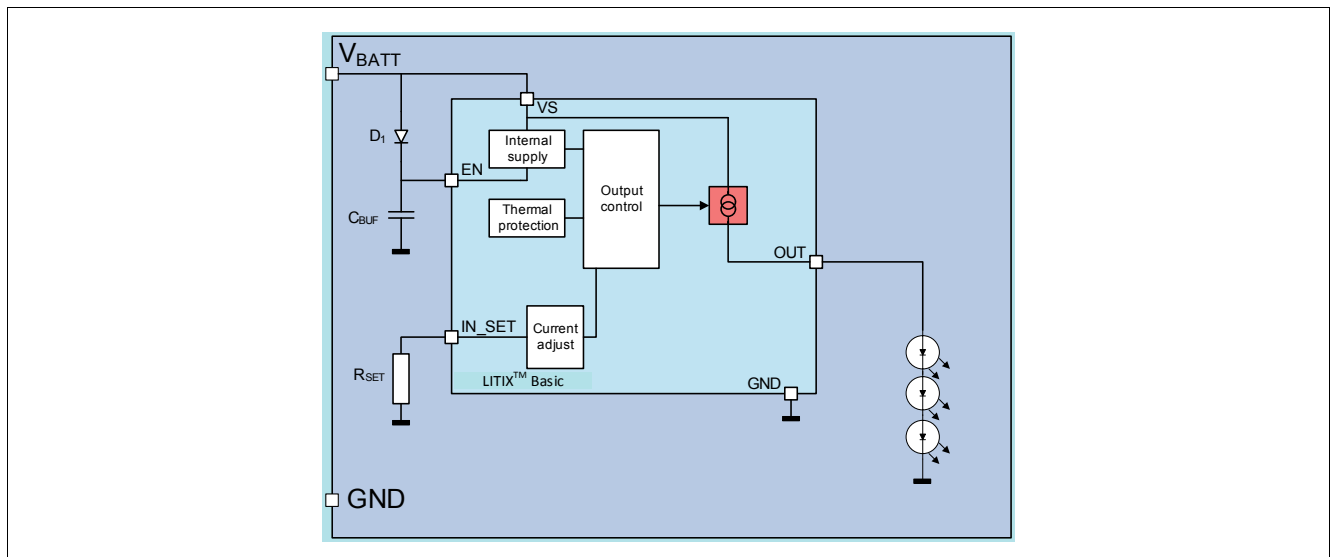 VBATT
VS
D1
Internal
supply
EN
Output
control
CBUF
Thermal
protection
OUT
IN_SET
Current
adjust
RSET
GND
LITIX™ Basic
GND